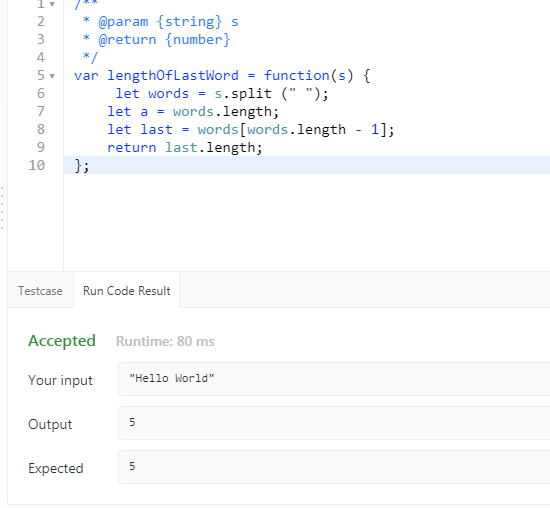 1 /**
2 * @param {string} s
3 * @return {number}
4 */
5 var lengthOfLastWord = function(s) {
6 let words = s.split (" ");
7 let a = words.length;
8 let last = words[words.length - 1];
9 return last.length;
10 };
Testcase Run Code Result
Accepted Runtime: 80 ms
Your input "Hello World"
Output 5
Expected 5